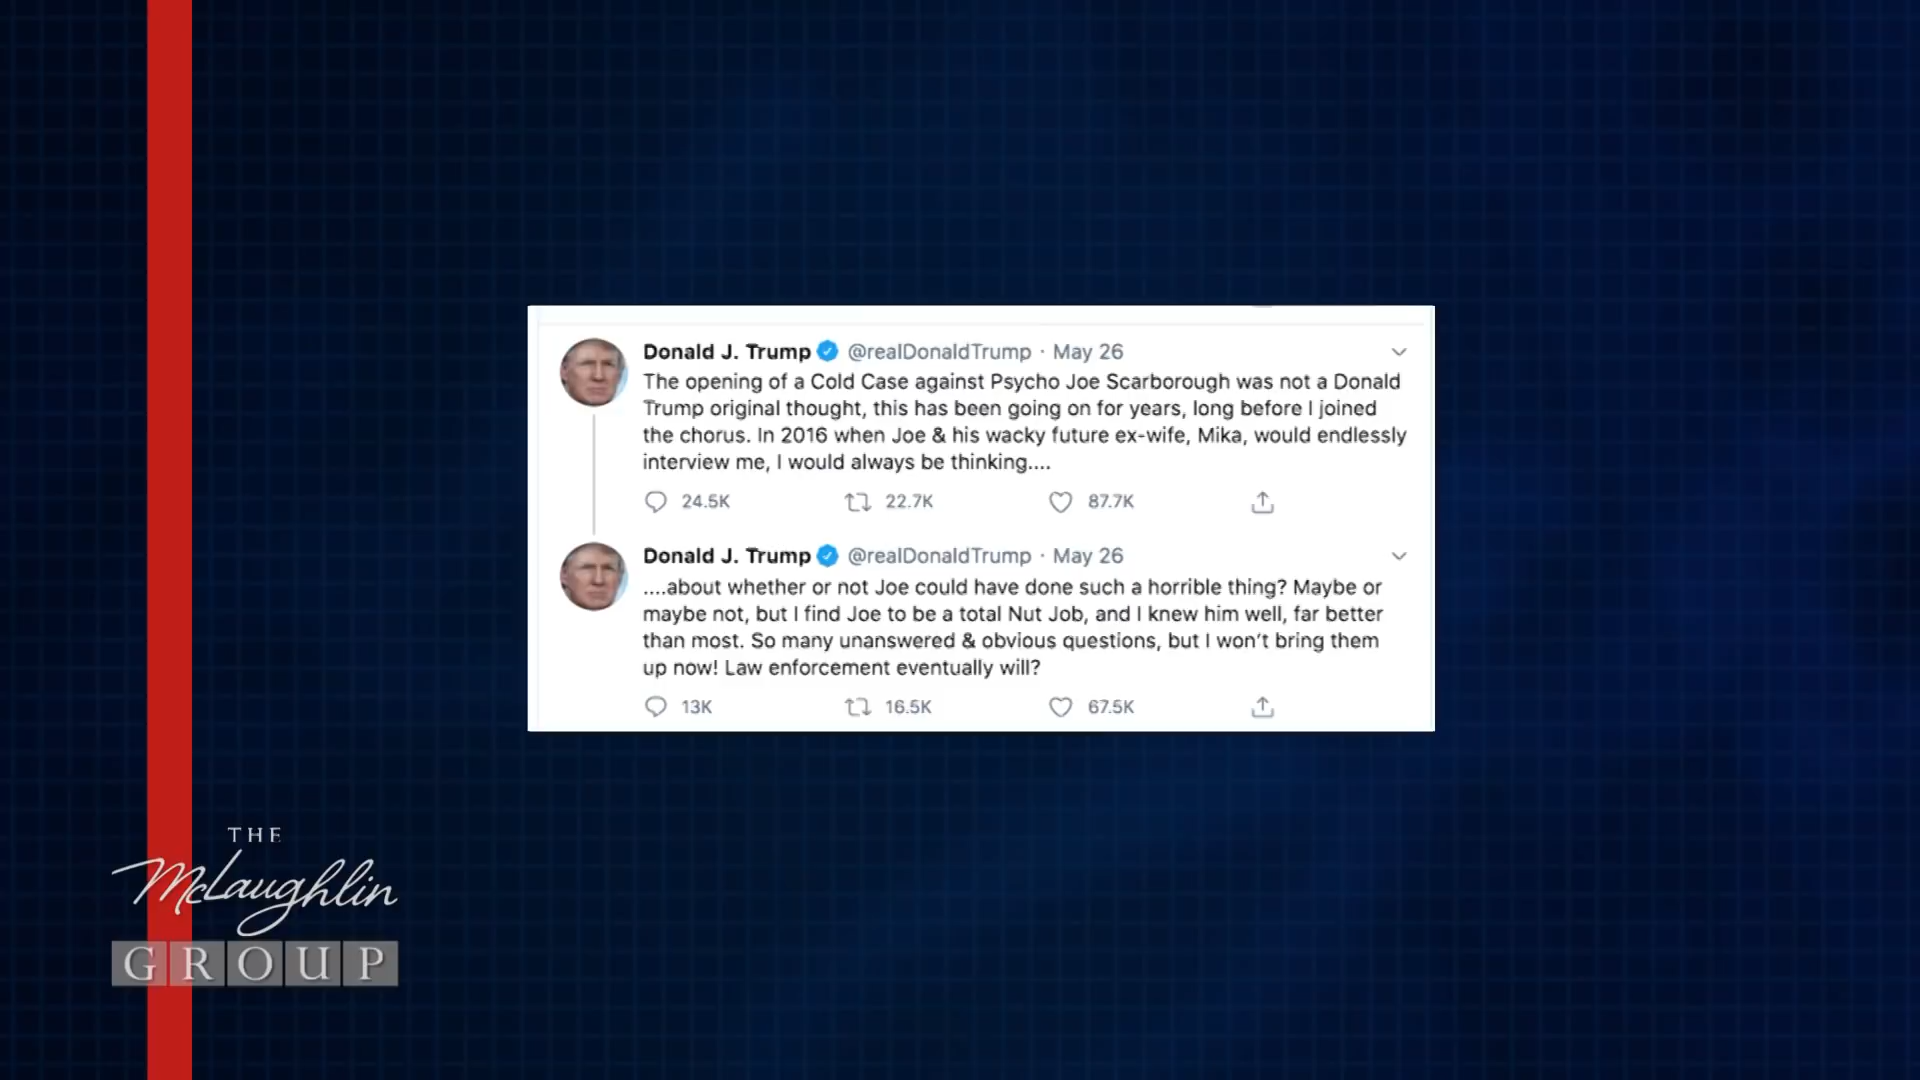 Donald J. Trump @realDonaldTrump · May 26
The opening of a Cold Case against Psycho Joe Scarborough was not a Donald
Trump original thought, this has been going on for years, long before I joined
the chorus. In 2016 when Joe & his wacky future ex-wife, Mika, would endlessly
interview me, I would always be thinking....
24.5K 22.7K 87.7K
Donald J. Trump @realDonaldTrump · May 26
....about whether or not Joe could have done such a horrible thing? Maybe or
maybe not, but I find Joe to be a total Nut Job, and I knew him well, far better
than most. So many unanswered & obvious questions, but I won't bring them
up now! Law enforcement eventually will?
13K 16.5K 67.5K
THE
McLaughlin
GROUP